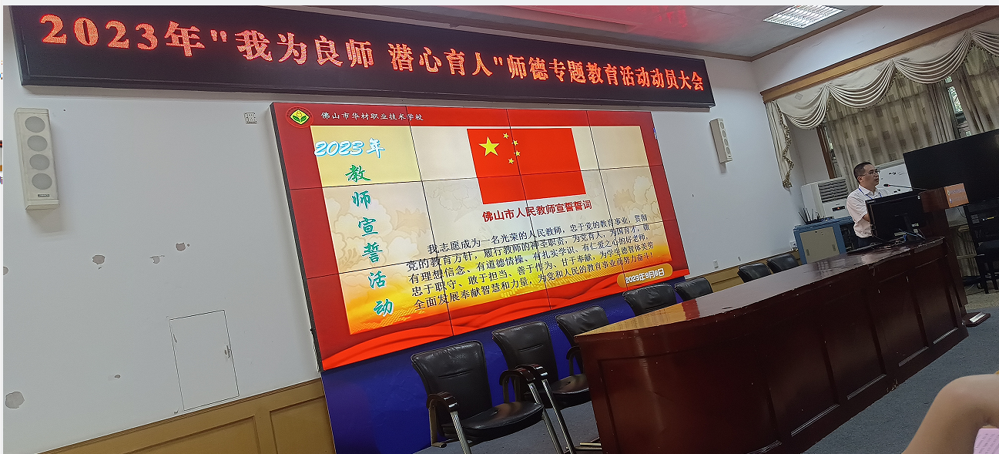 2023年"我为良师 潜心育人"师德专题教育活动动员大会
佛山市华材职业技术学校
2023年
教师宣誓活动
佛山市人民教师宣誓誓词
我志愿成为一名光荣的人民教师，忠于党的教育事业，贯彻
党的教育方针，履行教师的神圣职责，为党育人，为国育才，做
有理想信念、有道德情操、有扎实学识、有仁爱之心的好老师。
忠于职守、敢于担当、善于作为、甘于奉献，为学生德智体美劳
全面发展奉献智慧和力量，为党和人民的教育事业而努力奋斗！
2023年9月8日